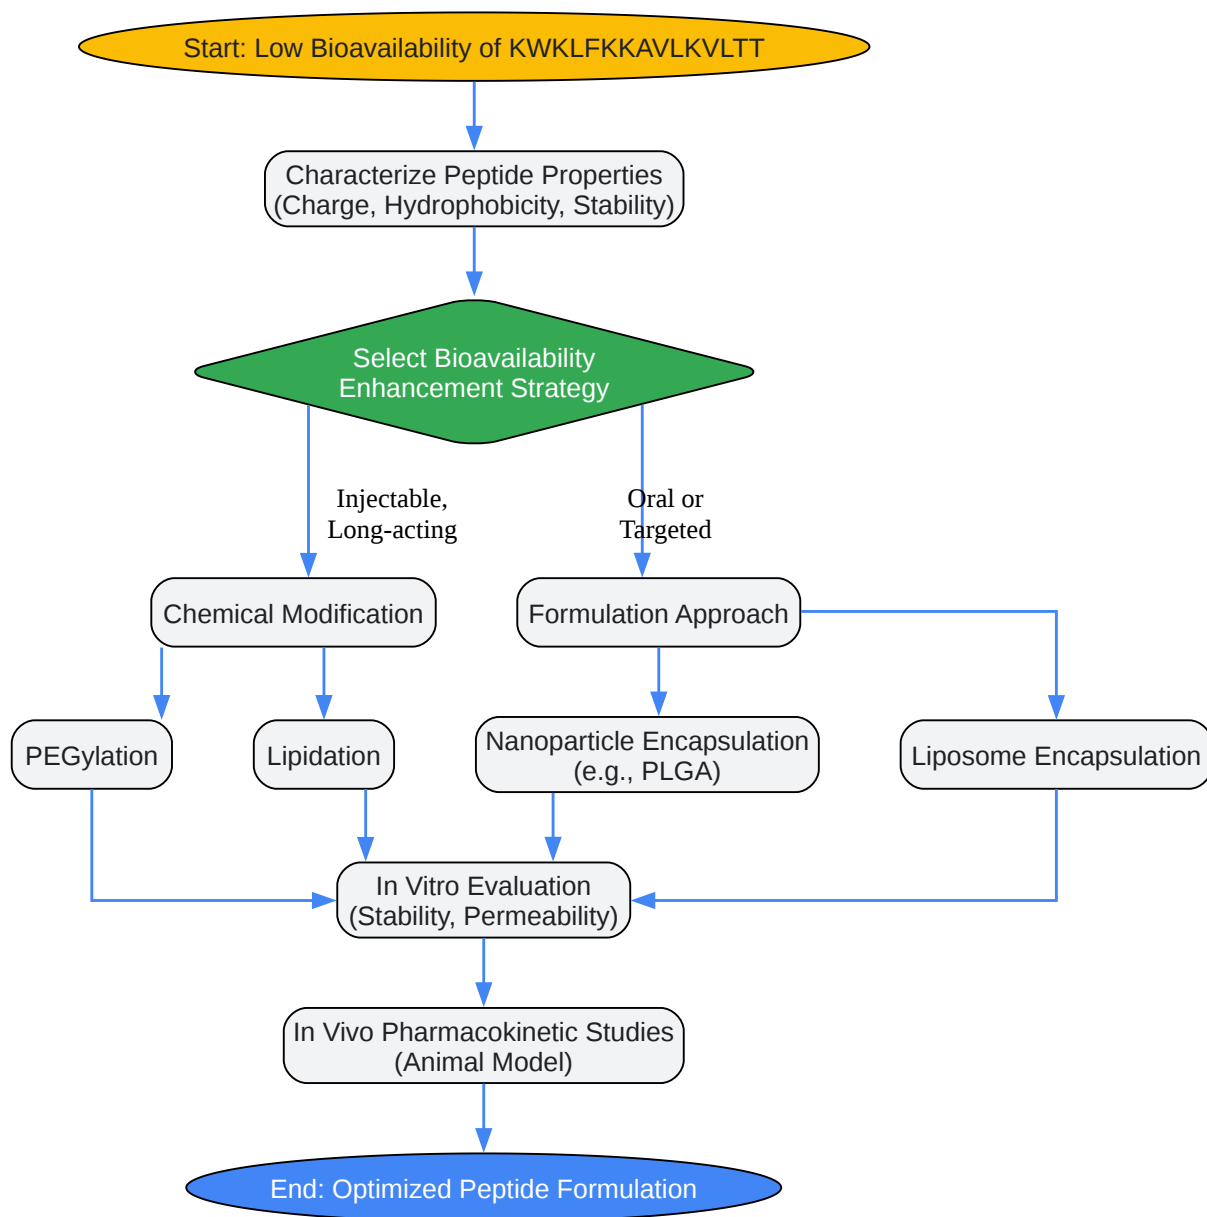 Start: Low Bioavailability of KWKLFKKAVLKVLTT
Characterize Peptide Properties
(Charge, Hydrophobicity, Stability)
Select Bioavailability
Enhancement Strategy
Injectable,
Long-acting
Oral or
Targeted
Chemical Modification
Formulation Approach
PEGylation
Lipidation
Nanoparticle Encapsulation
(e.g., PLGA)
Liposome Encapsulation
In Vitro Evaluation
(Stability, Permeability)
In Vivo Pharmacokinetic Studies
(Animal Model)
End: Optimized Peptide Formulation